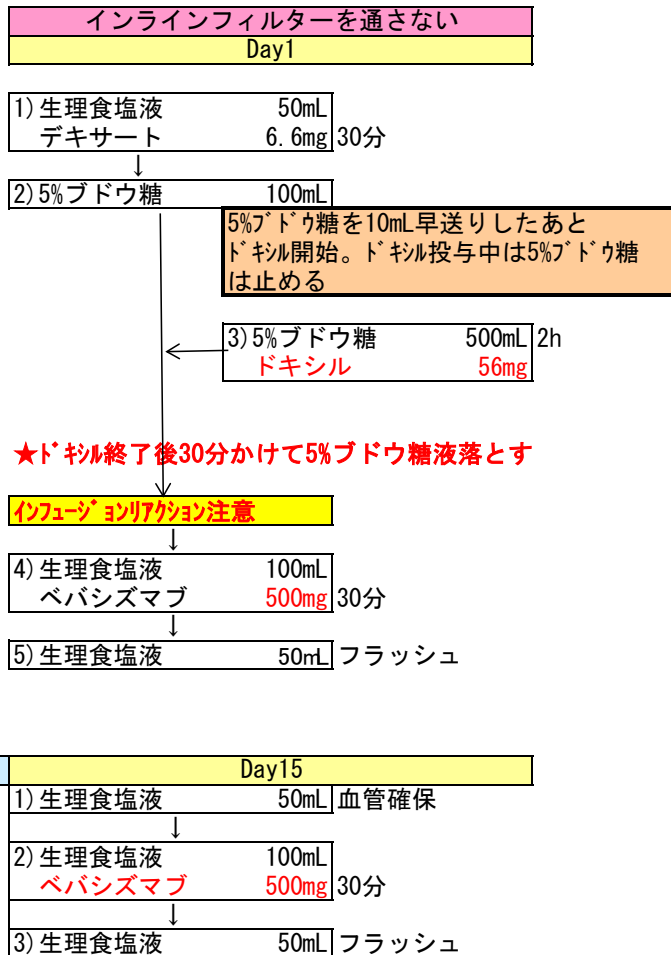 インラインフィルターを通さない
Day1
1)生理食塩液 50mL
デキサート 6.6mg 30分
↓
2)5%ブドウ糖 100mL
5%ﾌﾞﾄﾞｳ糖を10mL早送りしたあと
ﾄﾞｷｼﾙ開始。ﾄﾞｷｼﾙ投与中は5%ﾌﾞﾄﾞｳ糖
は止める
3)5%ブドウ糖 500mL 2h
ドキシル 56mg
★ﾄﾞｷｼﾙ終了後30分かけて5%ブドウ糖液落とす
ｲﾝﾌｭｰｼﾞｮﾝﾘｱｸｼｮﾝ注意
↓
4)生理食塩液 100mL
ベバシズマブ 500mg 30分
↓
5)生理食塩液 50mL フラッシュ
Day15
1)生理食塩液 50mL 血管確保
↓
2)生理食塩液 100mL
ベバシズマブ 500mg 30分
↓
3)生理食塩液 50mL フラッシュ